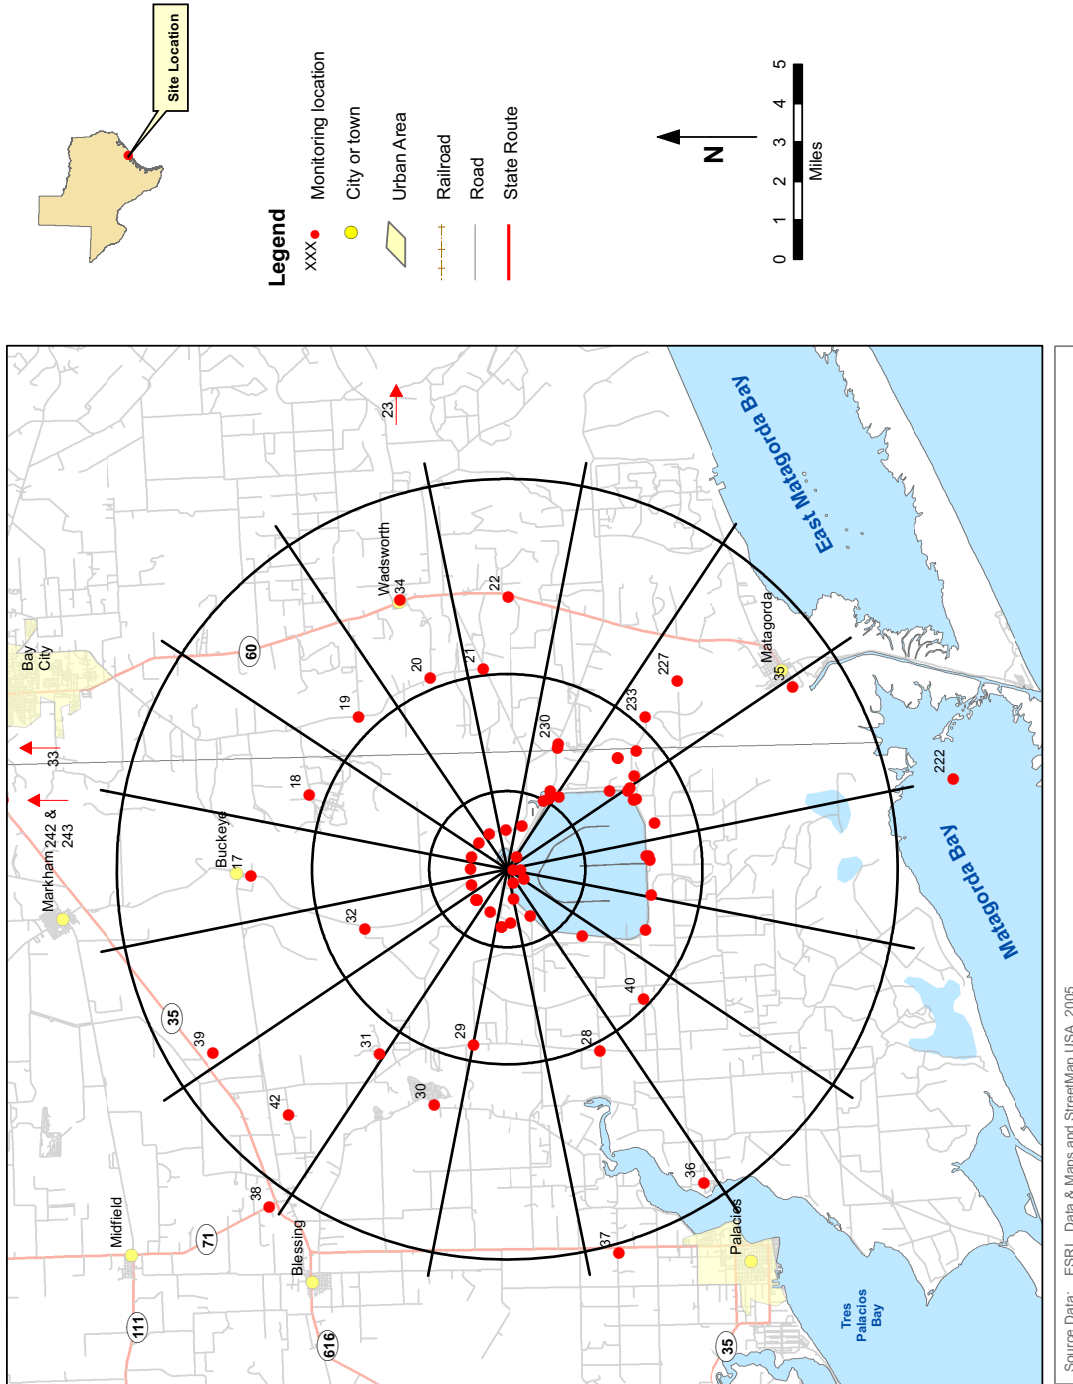 Site Location
Legend
XXX
Monitoring location
City or town
Urban Area
Railroad
Road
State Route
N
0 1 2 3 4 5
Miles
Bay
City
33
Markham
242 &
243
Midfield
111
71
35
39
38
42
Blessing
616
Buckeye
17
18
19
60
32
31
30
29
20
21
Wadsworth
34
22
23
230
233
227
28
40
36
37
Palacios
35
Matagorda
35
222
Tres
Palacios
Bay
Matagorda Bay
East Matagorda Bay
Source Data: ESRI, Data & Maps and StreetMap USA, 2005